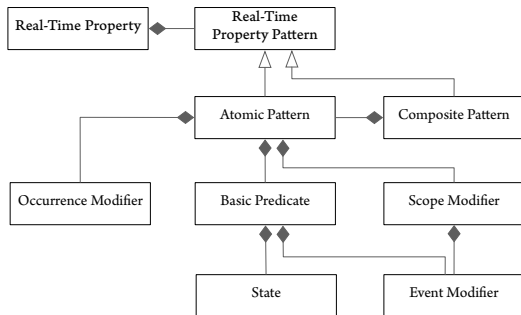 Real-Time Property
Real-Time
Property Pattern
Atomic Pattern
Composite Pattern
Occurrence Modifier
Basic Predicate
Scope Modifier
State
Event Modifier